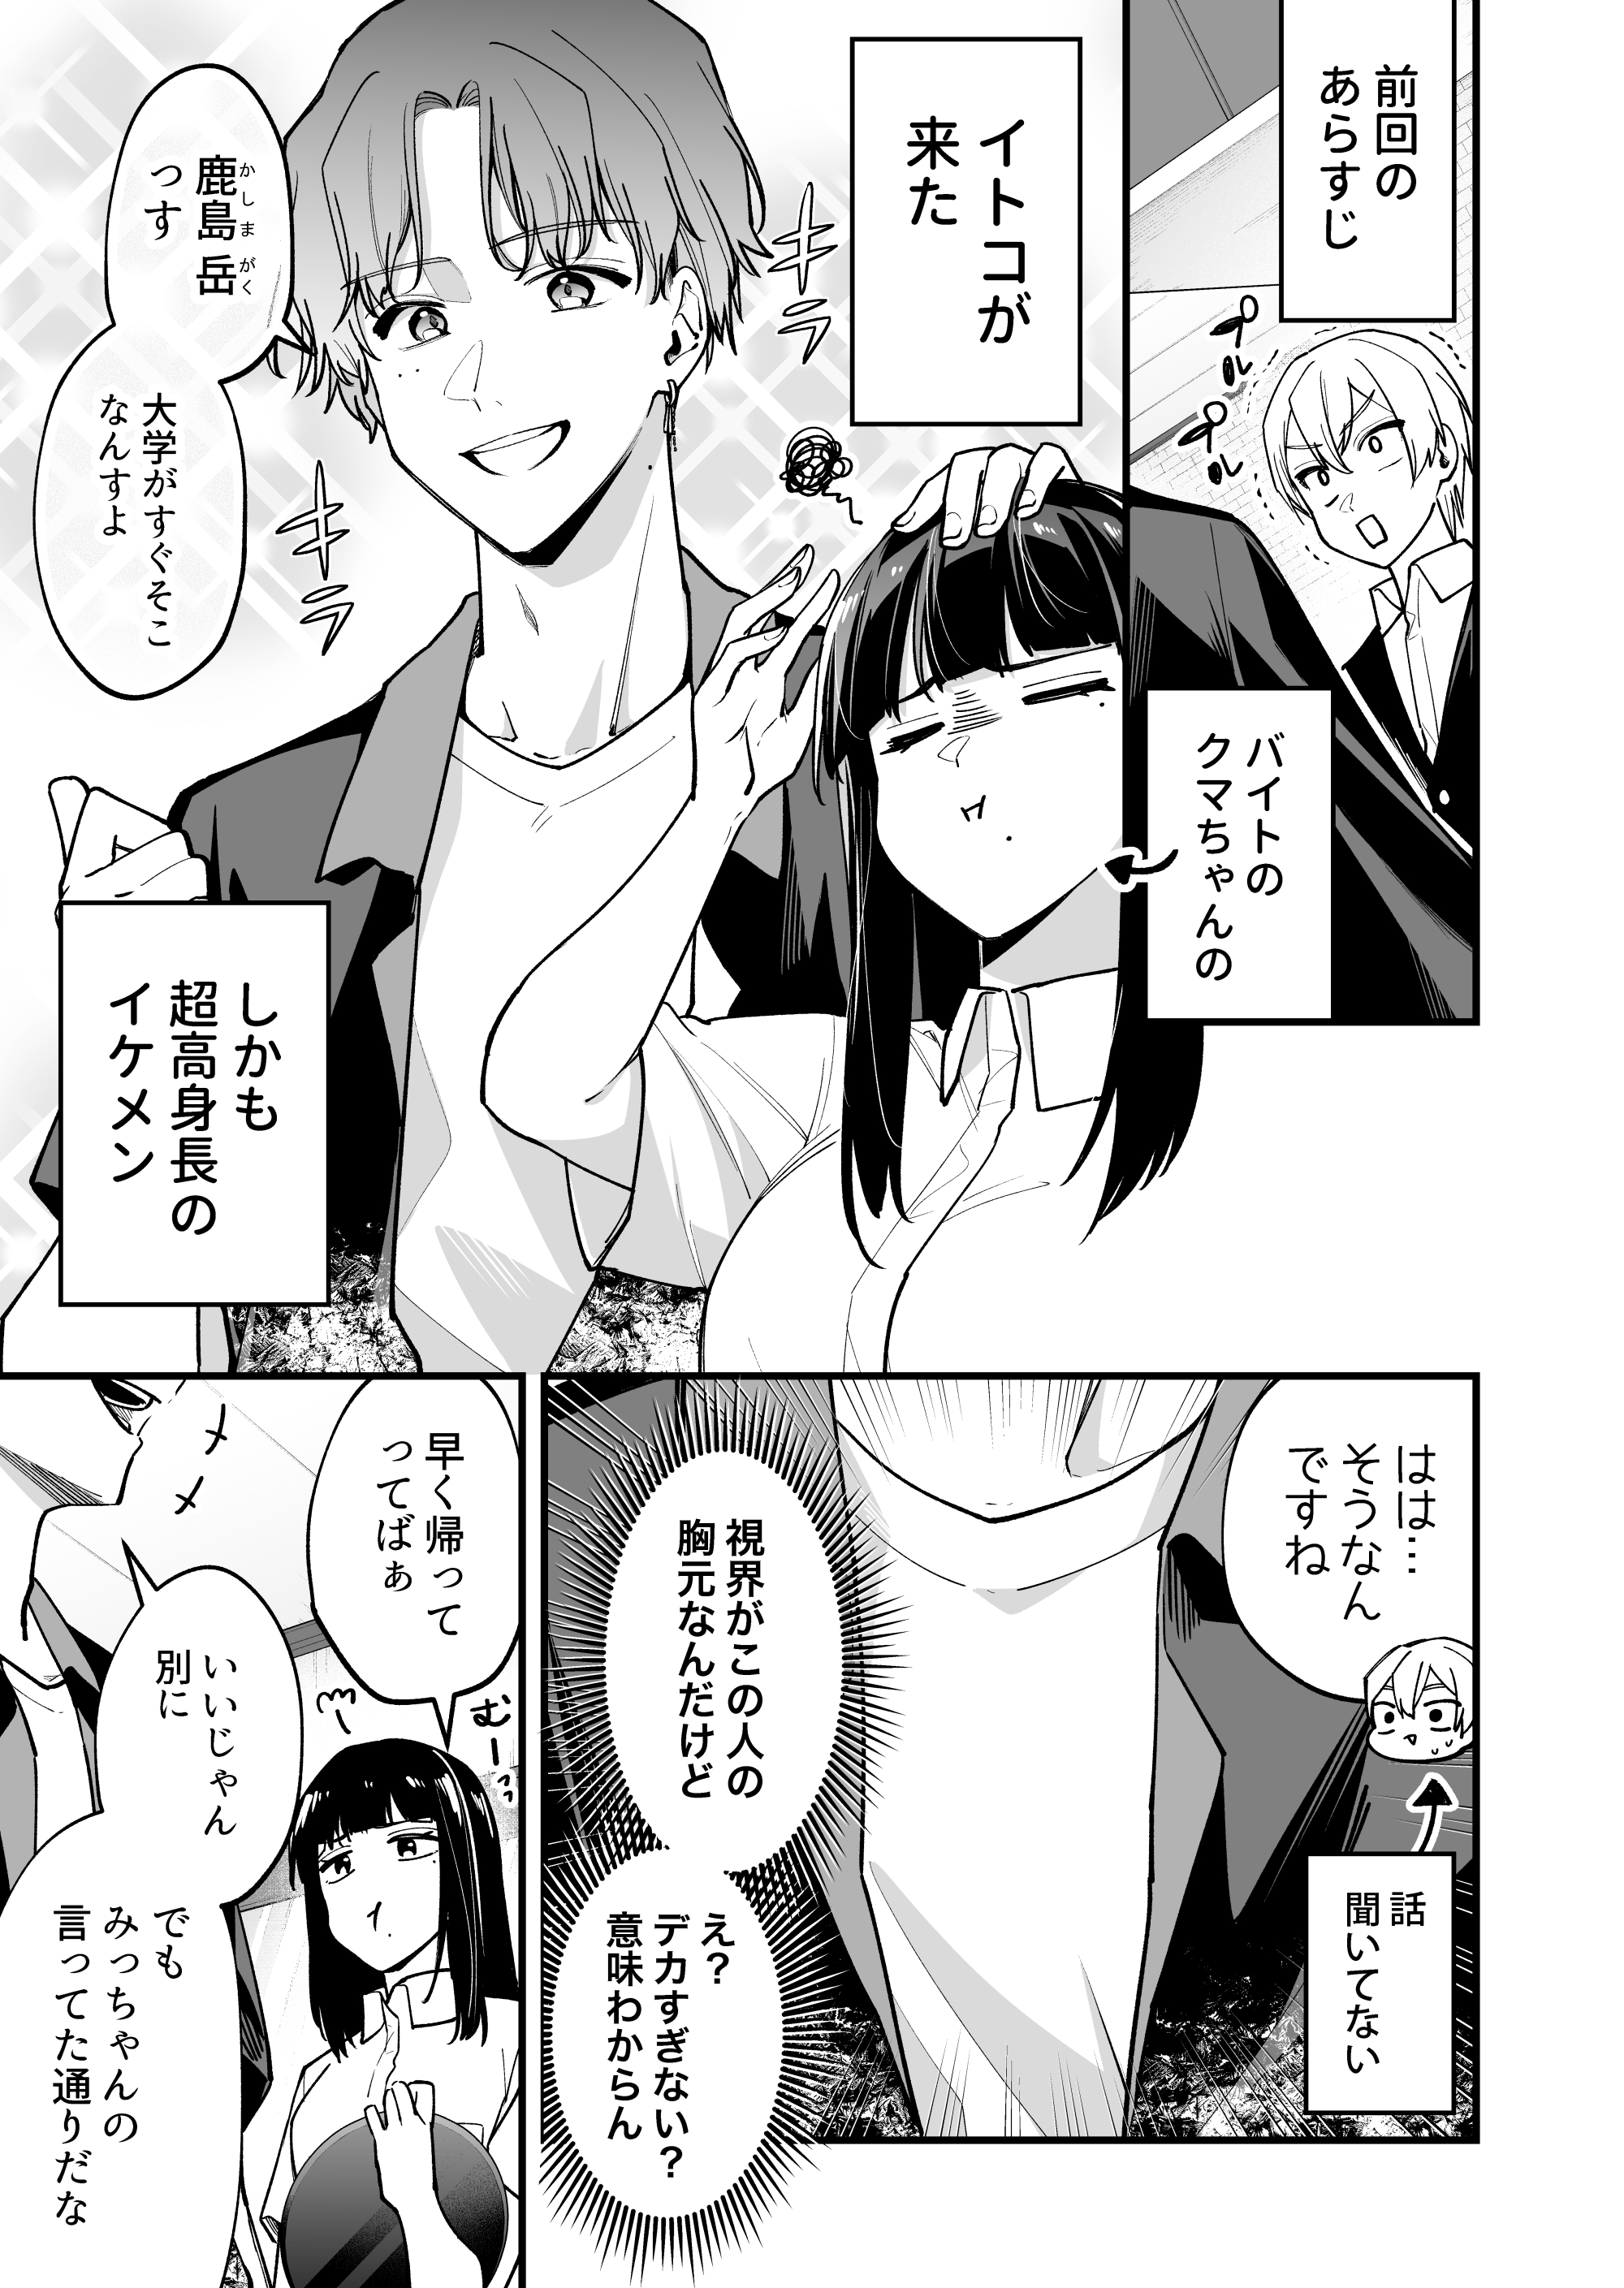 前回の
あらすじ
プル
プル
バイトの
クマちゃんの
イトコが
来た
キラ
キラ
鹿島 岳
かしま がく
っす
大学がすぐそこ
なんすよ
しかも
超高身長の
イケメン
はは…
そうなん
ですね
話
聞いてない
視界がこの人の
胸元なんだけど
え?
デカすぎない?
意味わからん
早く帰って
ってばぁ
むーっ
いいじゃん
別に
でも
みっちゃんの
言ってた通りだな